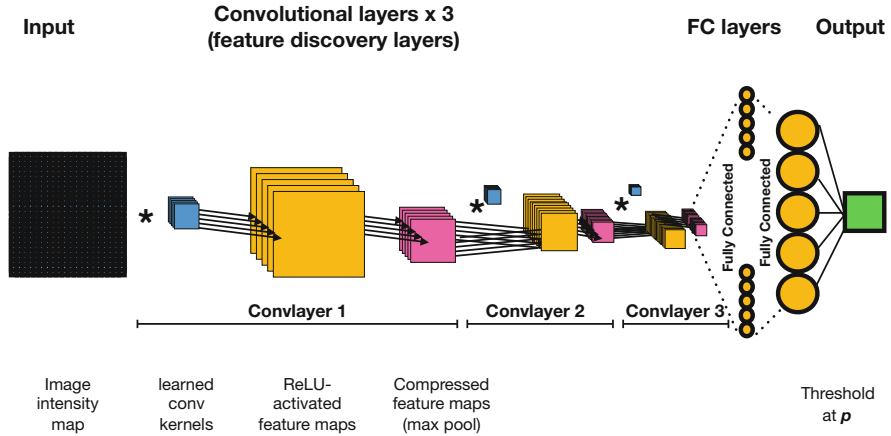 Input
Convolutional layers x 3
(feature discovery layers)
FC layers
Output
*
*
*
Fully Connected
Fully Connected
Convlayer 1
Convlayer 2
Convlayer 3
Image
intensity
map
learned
conv
kernels
ReLU-
activated
feature maps
Compressed
feature maps
(max pool)
Threshold
at p